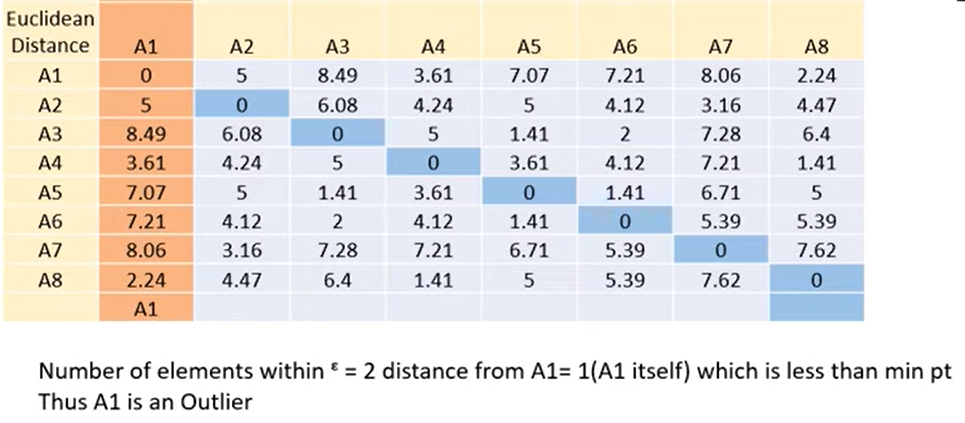 Euclidean
Distance A1 A2 A3 A4 A5 A6 A7 A8
A1 0 5 8.49 3.61 7.07 7.21 8.06 2.24
A2 5 0 6.08 4.24 5 4.12 3.16 4.47
A3 8.49 6.08 0 5 1.41 2 7.28 6.4
A4 3.61 4.24 5 0 3.61 4.12 7.21 1.41
A5 7.07 5 1.41 3.61 0 1.41 6.71 5
A6 7.21 4.12 2 4.12 1.41 0 5.39 5.39
A7 8.06 3.16 7.28 7.21 6.71 5.39 0 7.62
A8 2.24 4.47 6.4 1.41 5 5.39 7.62 0
A1
Number of elements within ε = 2 distance from A1= 1(A1 itself) which is less than min pt
Thus A1 is an Outlier